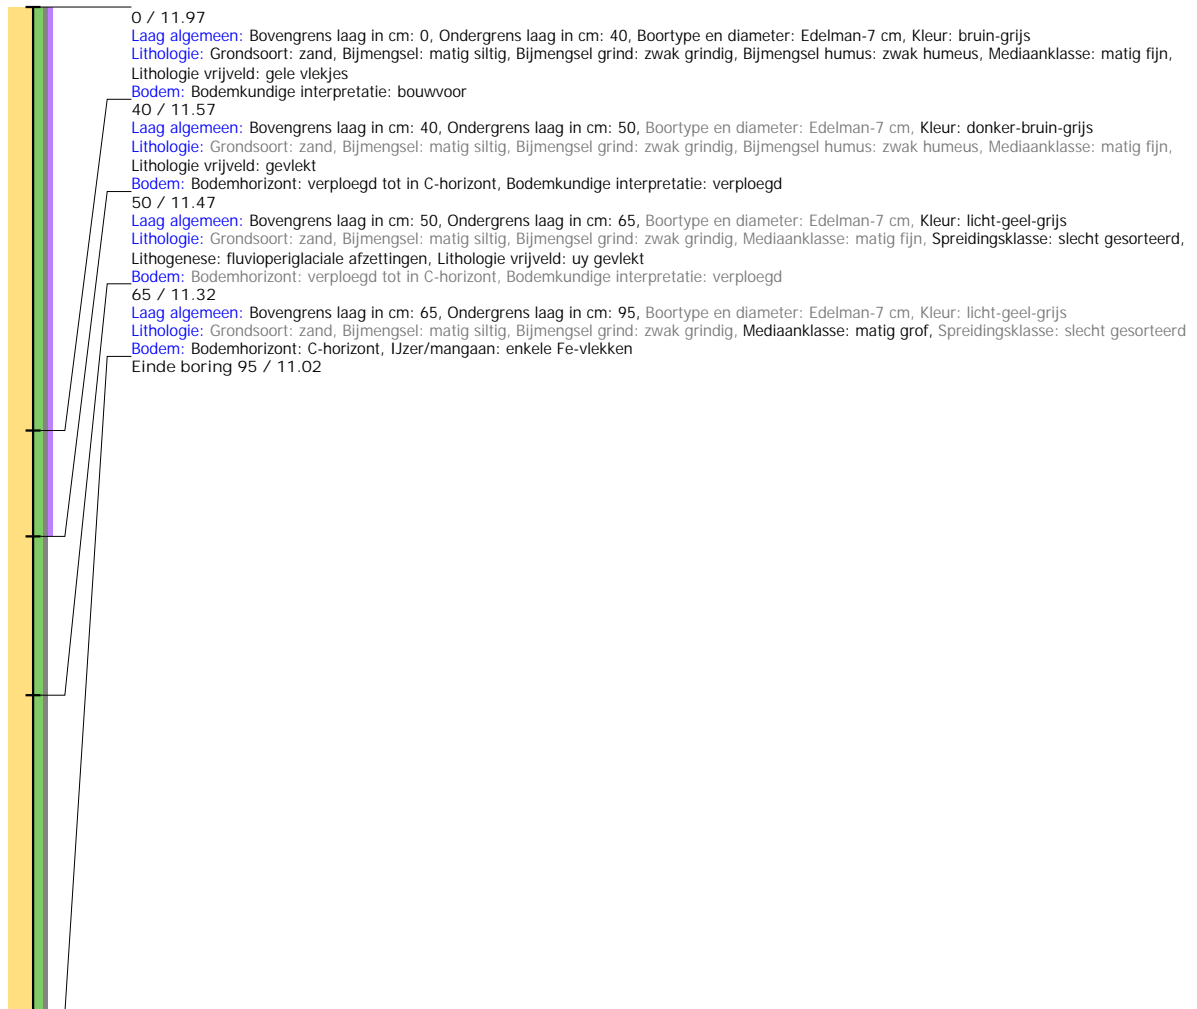 0 / 11.97
Laag algemeen: Bovengrens laag in cm: 0, Ondergrens laag in cm: 40, Boortype en diameter: Edelman-7 cm, Kleur: bruin-grijs
Lithologie: Grondsoort: zand, Bijmengsel: matig siltig, Bijmengsel grind: zwak grindig, Bijmengsel humus: zwak humeus, Mediaanklasse: matig fijn,
Lithologie vrijveld: gele vlekjes
Bodem: Bodemkundige interpretatie: bouwvoor
40 / 11.57
Laag algemeen: Bovengrens laag in cm: 40, Ondergrens laag in cm: 50, Boortype en diameter: Edelman-7 cm, Kleur: donker-bruin-grijs
Lithologie: Grondsoort: zand, Bijmengsel: matig siltig, Bijmengsel grind: zwak grindig, Bijmengsel humus: zwak humeus, Mediaanklasse: matig fijn,
Lithologie vrijveld: gevlekt
Bodem: Bodemhorizont: verploegd tot in C-horizont, Bodemkundige interpretatie: verploegd
50 / 11.47
Laag algemeen: Bovengrens laag in cm: 50, Ondergrens laag in cm: 65, Boortype en diameter: Edelman-7 cm, Kleur: licht-geel-grijs
Lithologie: Grondsoort: zand, Bijmengsel: matig siltig, Bijmengsel grind: zwak grindig, Mediaanklasse: matig fijn, Spreidingsklasse: slecht gesorteerd,
Lithogenese: fluvioperiglaciale afzettingen, Lithologie vrijveld: uy gevlekt
Bodem: Bodemhorizont: verploegd tot in C-horizont, Bodemkundige interpretatie: verploegd
65 / 11.32
Laag algemeen: Bovengrens laag in cm: 65, Ondergrens laag in cm: 95, Boortype en diameter: Edelman-7 cm, Kleur: licht-geel-grijs
Lithologie: Grondsoort: zand, Bijmengsel: matig siltig, Bijmengsel grind: zwak grindig, Mediaanklasse: matig grof, Spreidingsklasse: slecht gesorteerd
Bodem: Bodemhorizont: C-horizont, IJzer/mangaan: enkele Fe-vlekken
Einde boring 95 / 11.02